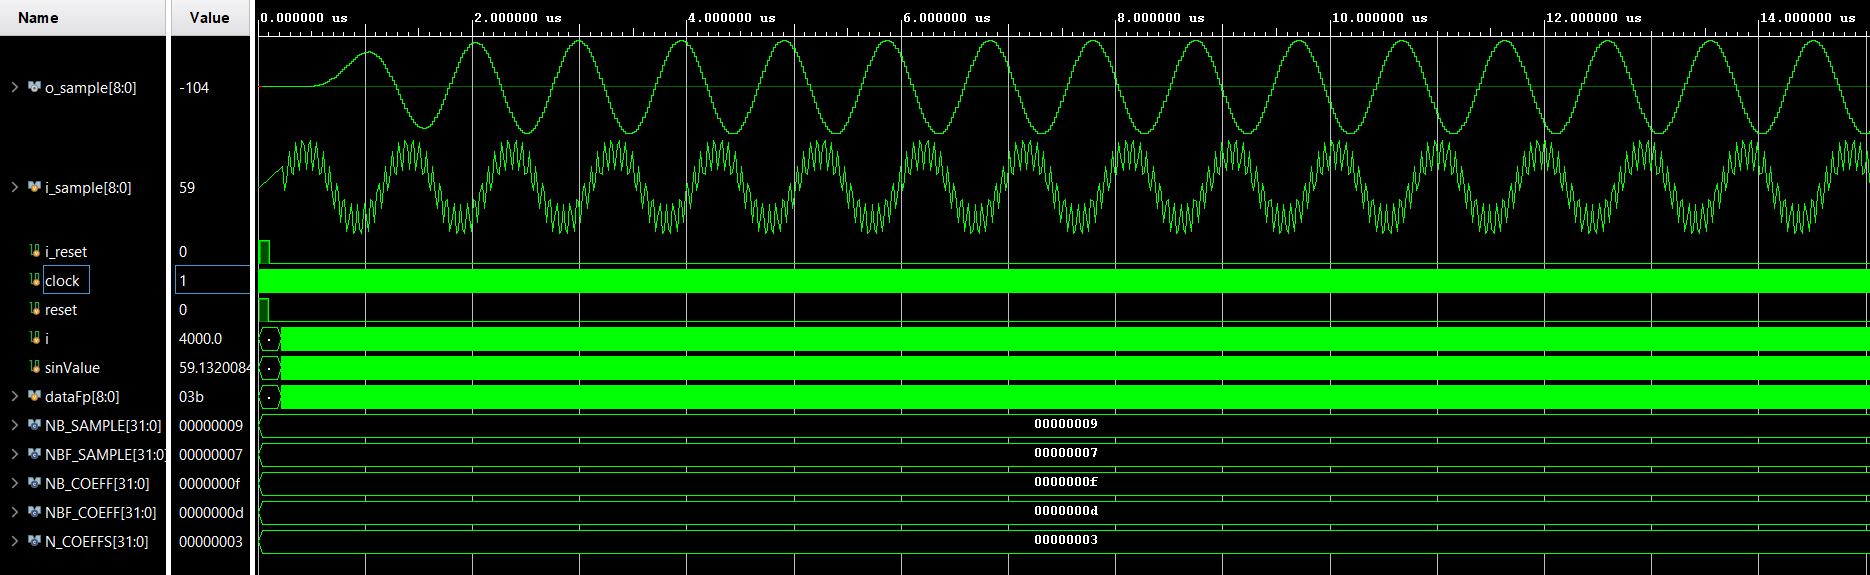 Name Value 0.000000 us 2.000000 us 4.000000 us 6.000000 us 8.000000 us 10.000000 us 12.000000 us 14.000000 us
o_sample[8:0] -104
i_sample[8:0] 59
i_reset 0
clock 1
reset 0
i 4000.0
sinValue 59.1320084
dataFp[8:0] 03b
NB_SAMPLE[31:0] 00000009 00000009
NBF_SAMPLE[31:0] 00000007 00000007
NB_COEFF[31:0] 0000000f 0000000f
NBF_COEFF[31:0] 0000000d 0000000d
N_COEFFS[31:0] 00000003 00000003